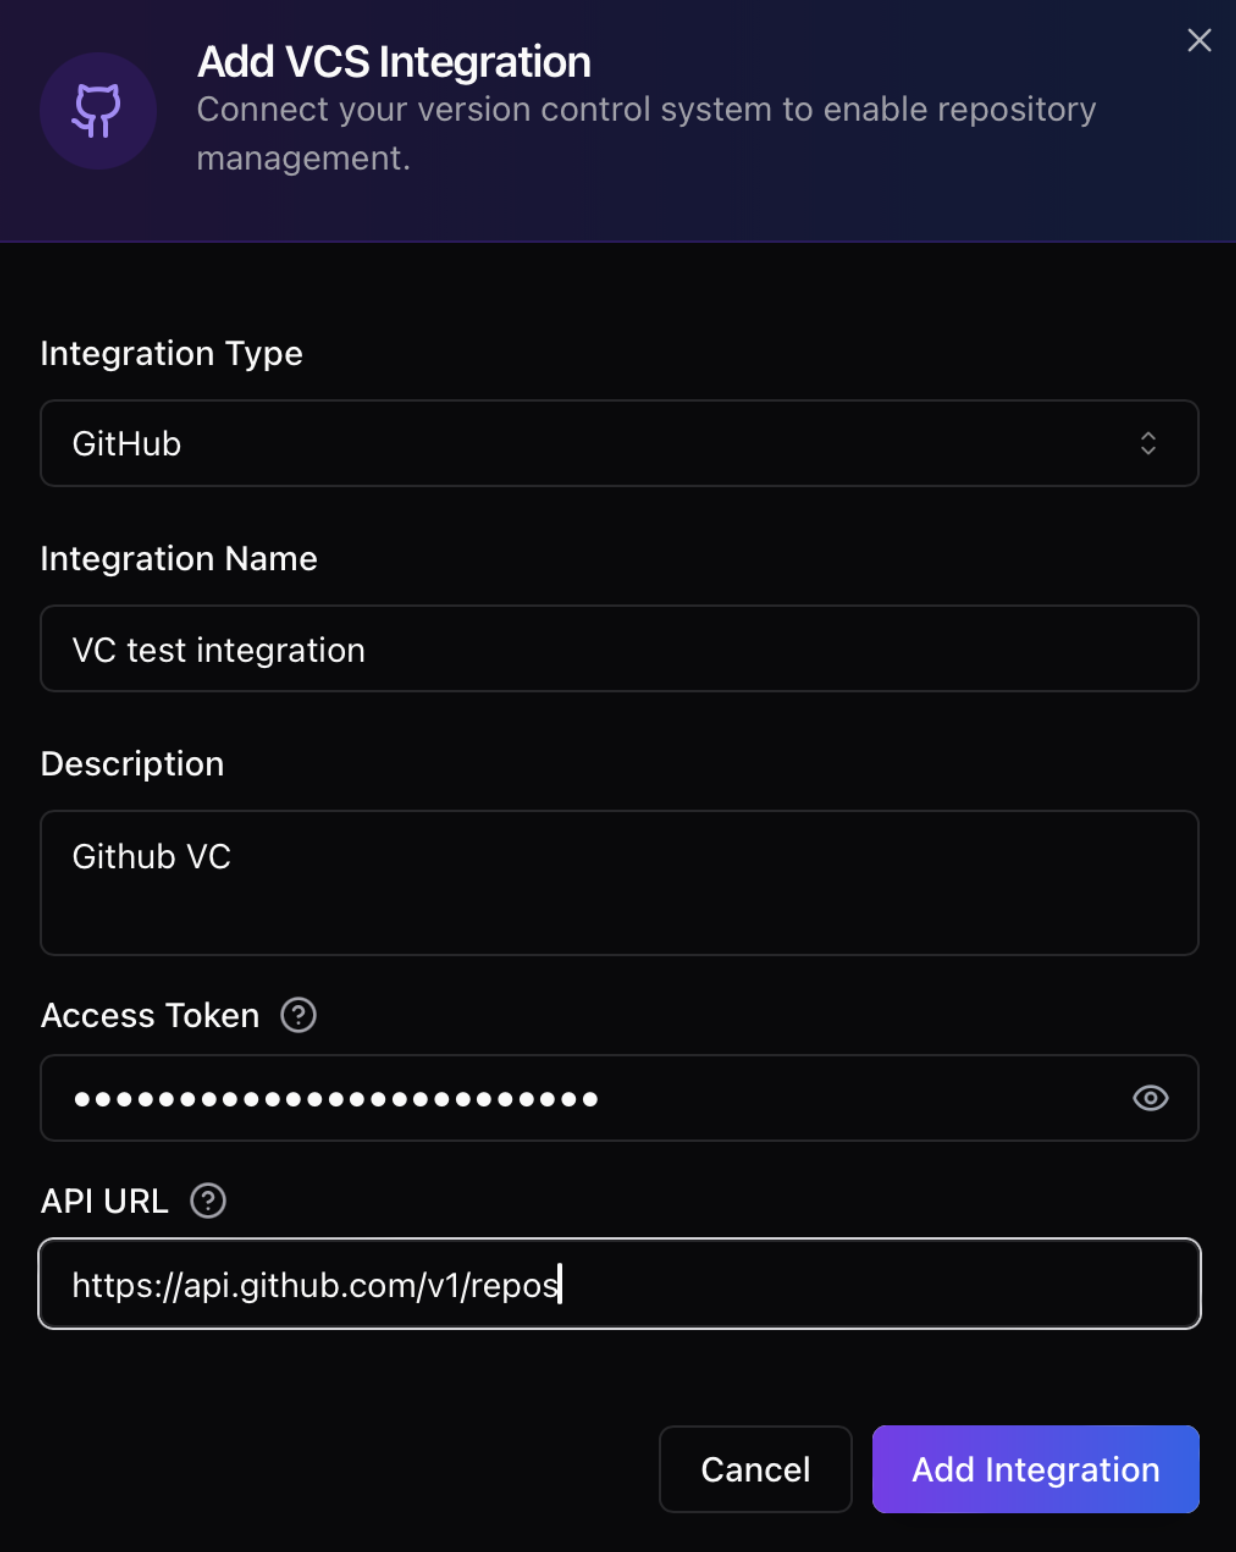 Add VCS Integration
Connect your version control system to enable repository
management.
Integration Type
GitHub
Integration Name
VC test integration
Description
Github VC
Access Token
•••••••••••••••••••••••••
API URL
https://api.github.com/v1/repos
Cancel
Add Integration